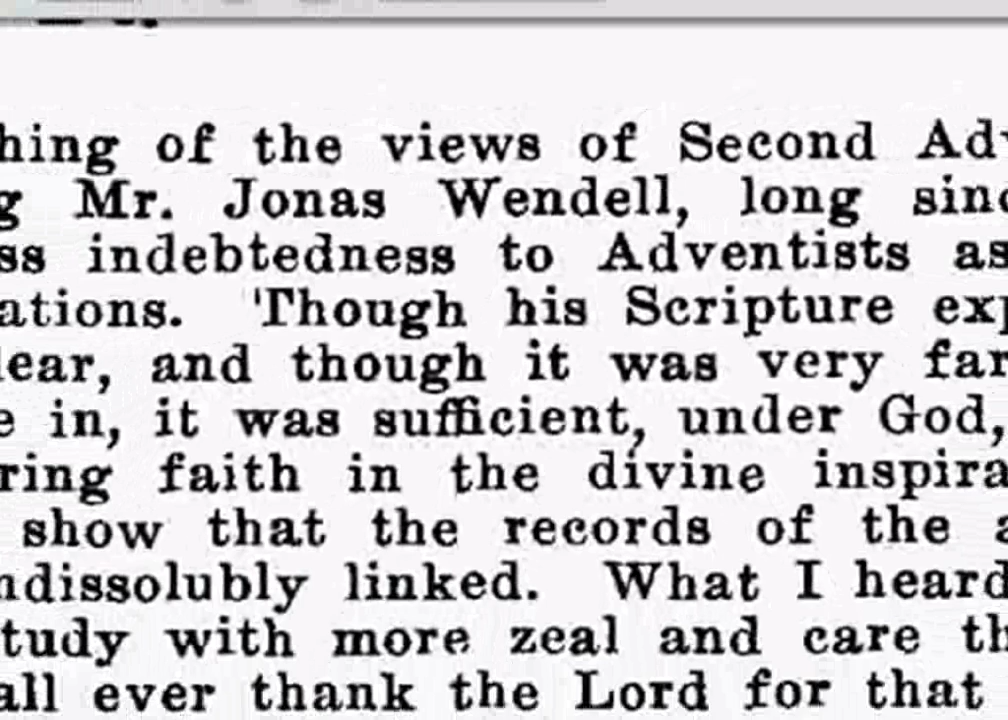 hing of the views of Second Adv
g Mr. Jonas Wendell, long sinc
ss indebtedness to Adventists as
ations. 'Though his Scripture exp
lear, and though it was very far
e in, it was sufficient, under God,
ring faith in the divine inspira
show that the records of the a
ndissolubly linked. What I heard
tudy with more zeal and care th
all ever thank the Lord for that